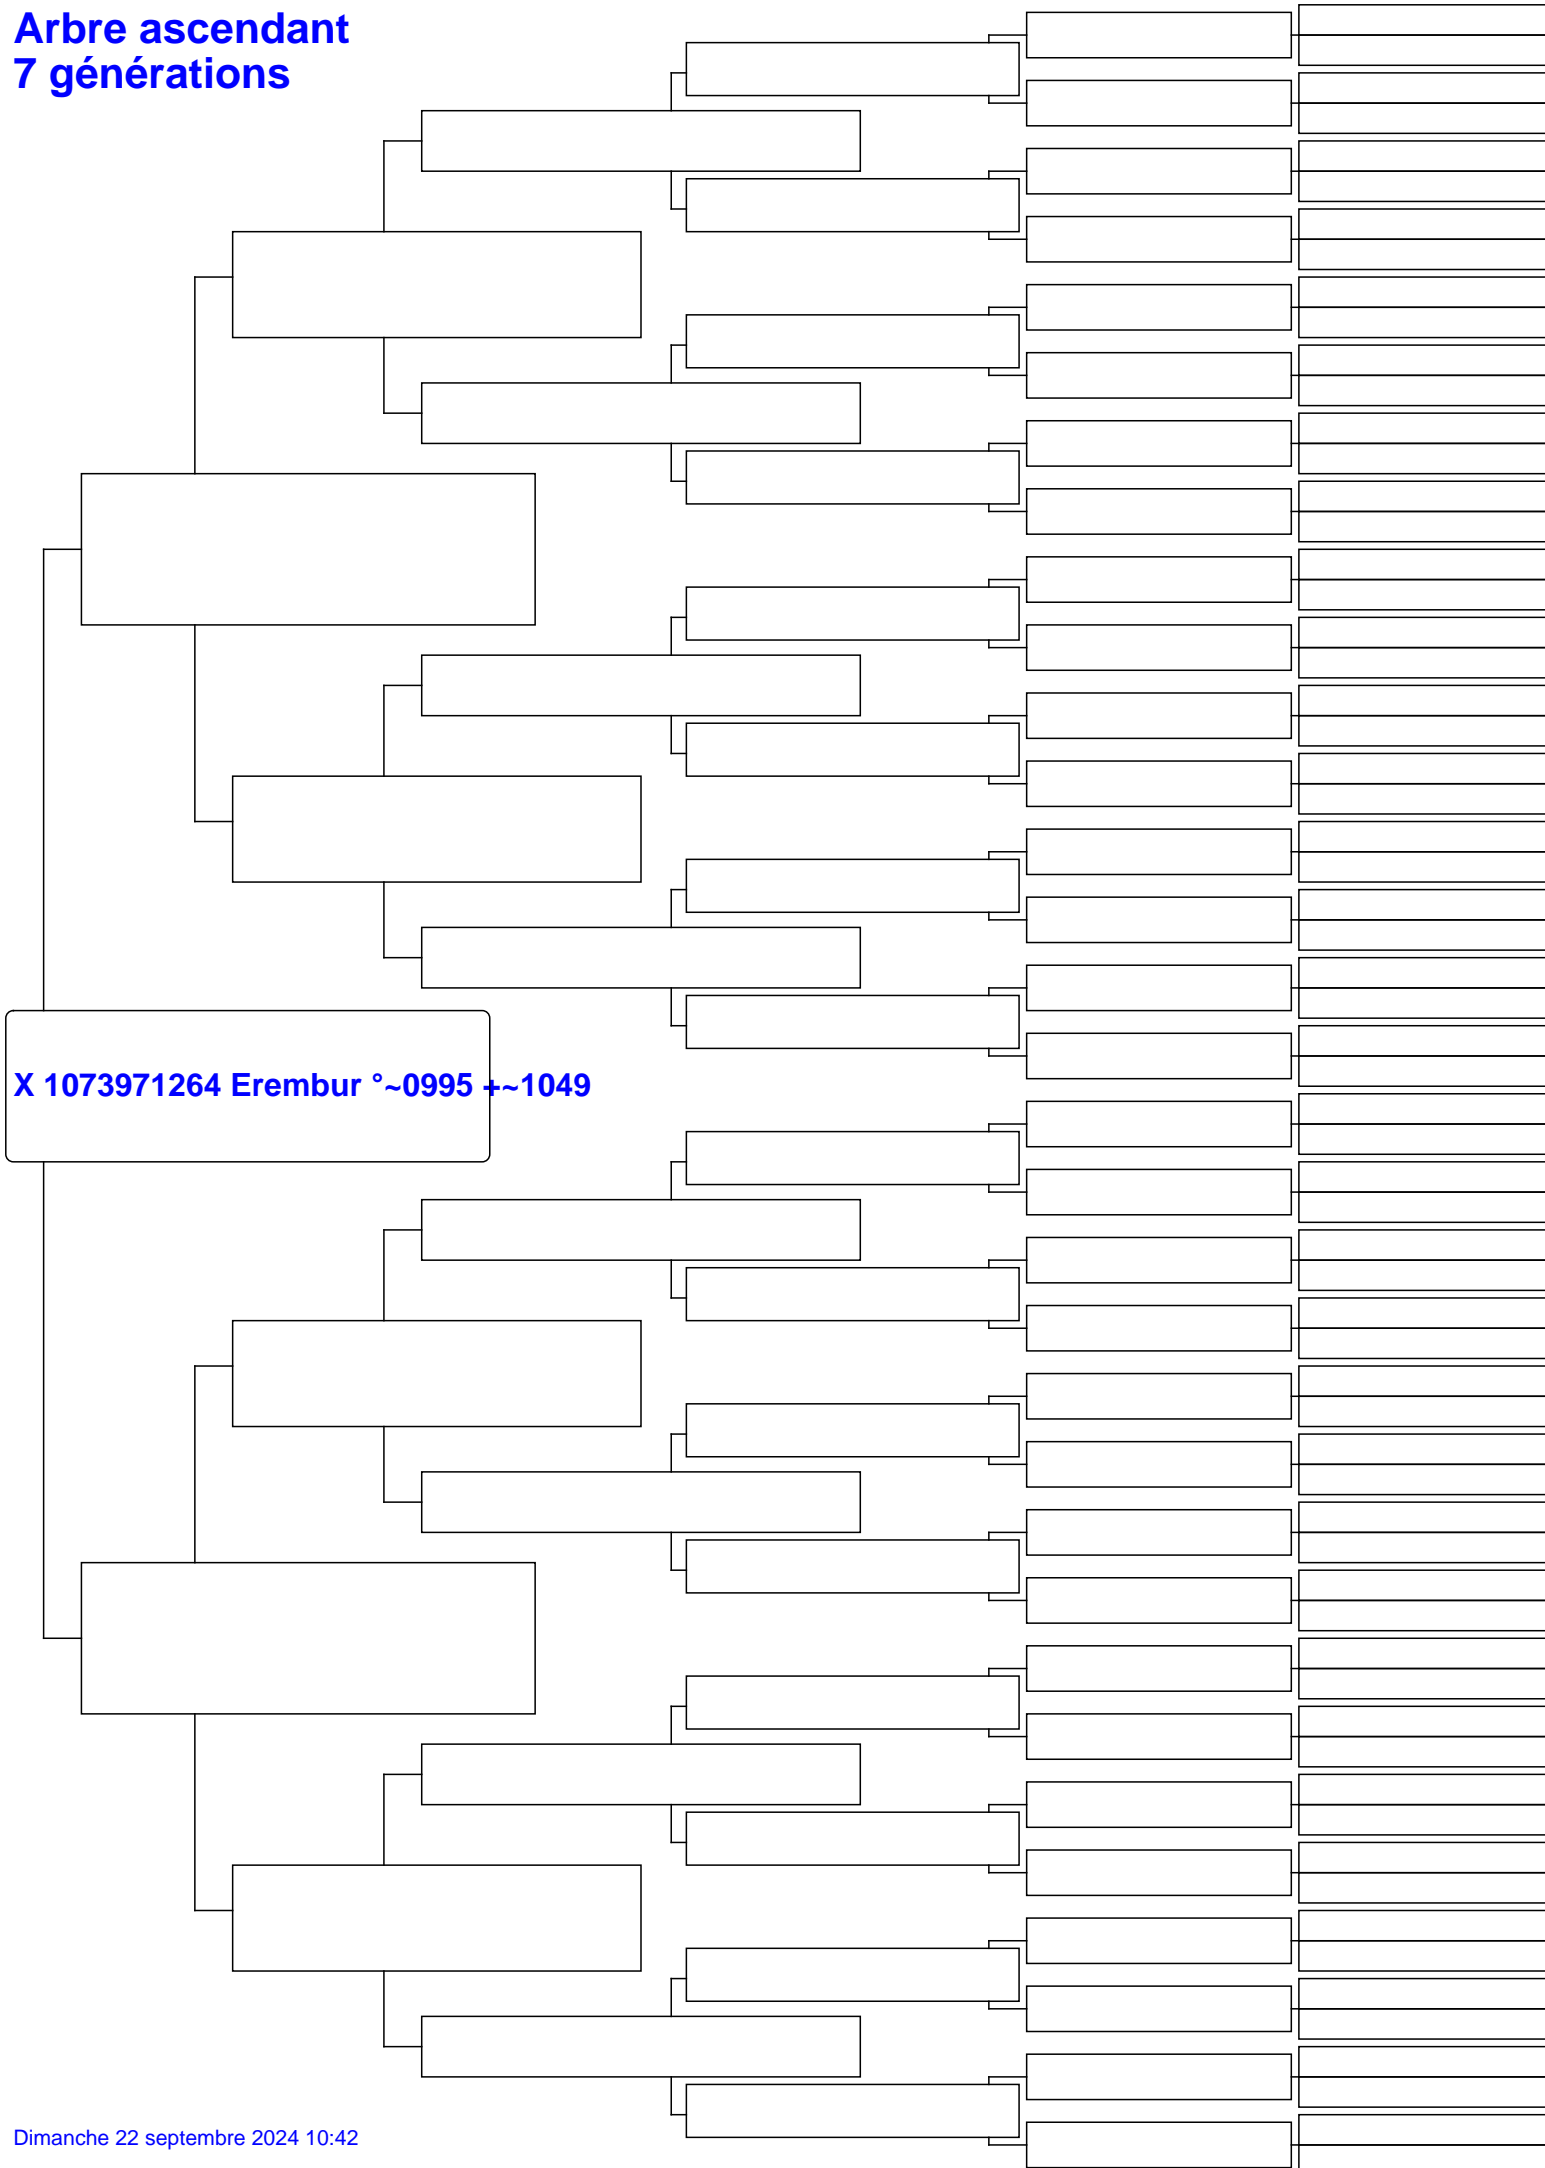 Arbre ascendant
7 générations
X 1073971264 Erembur °~0995 +~1049
Dimanche 22 septembre 2024 10:42